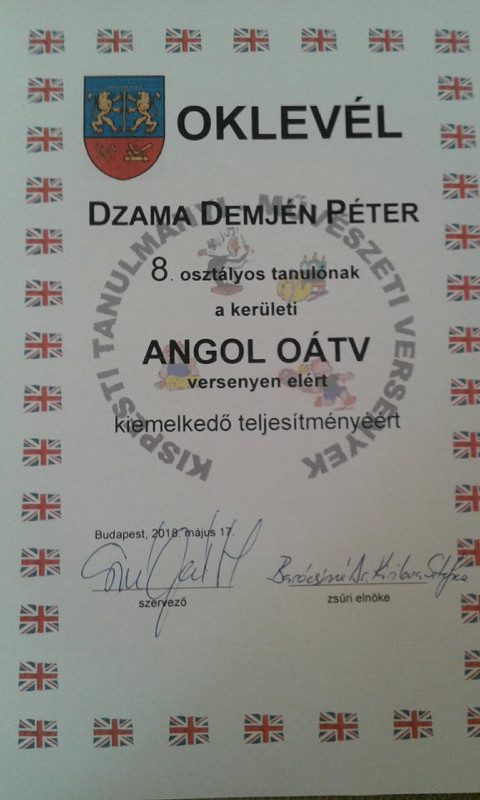 OKLEVÉL
DZAMA DEMJÉN PÉTER
8. osztályos tanulónak
a kerületi
ANGOL OÁTV
versenyen elért
kiemelkedő teljesítményéért
KISPESTI TANULMÁNYI - MŰVÉSZETI VERSENYEK
Budapest, 2018. május 17.
szervező
zsűri elnöke